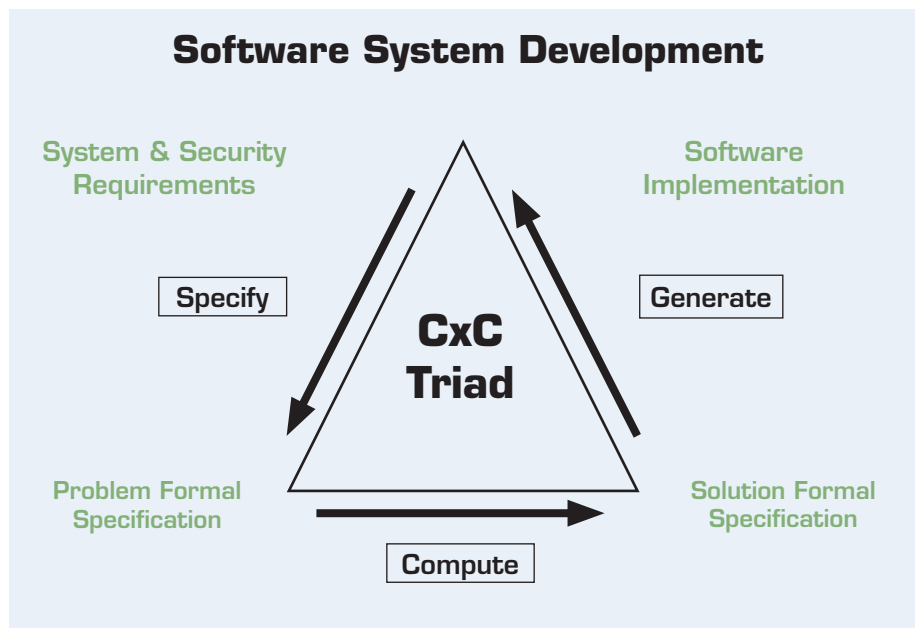 Software System Development
System & Security
Requirements
Software
Implementation
Specify
Generate
CxC
Triad
Problem Formal
Specification
Solution Formal
Specification
Compute